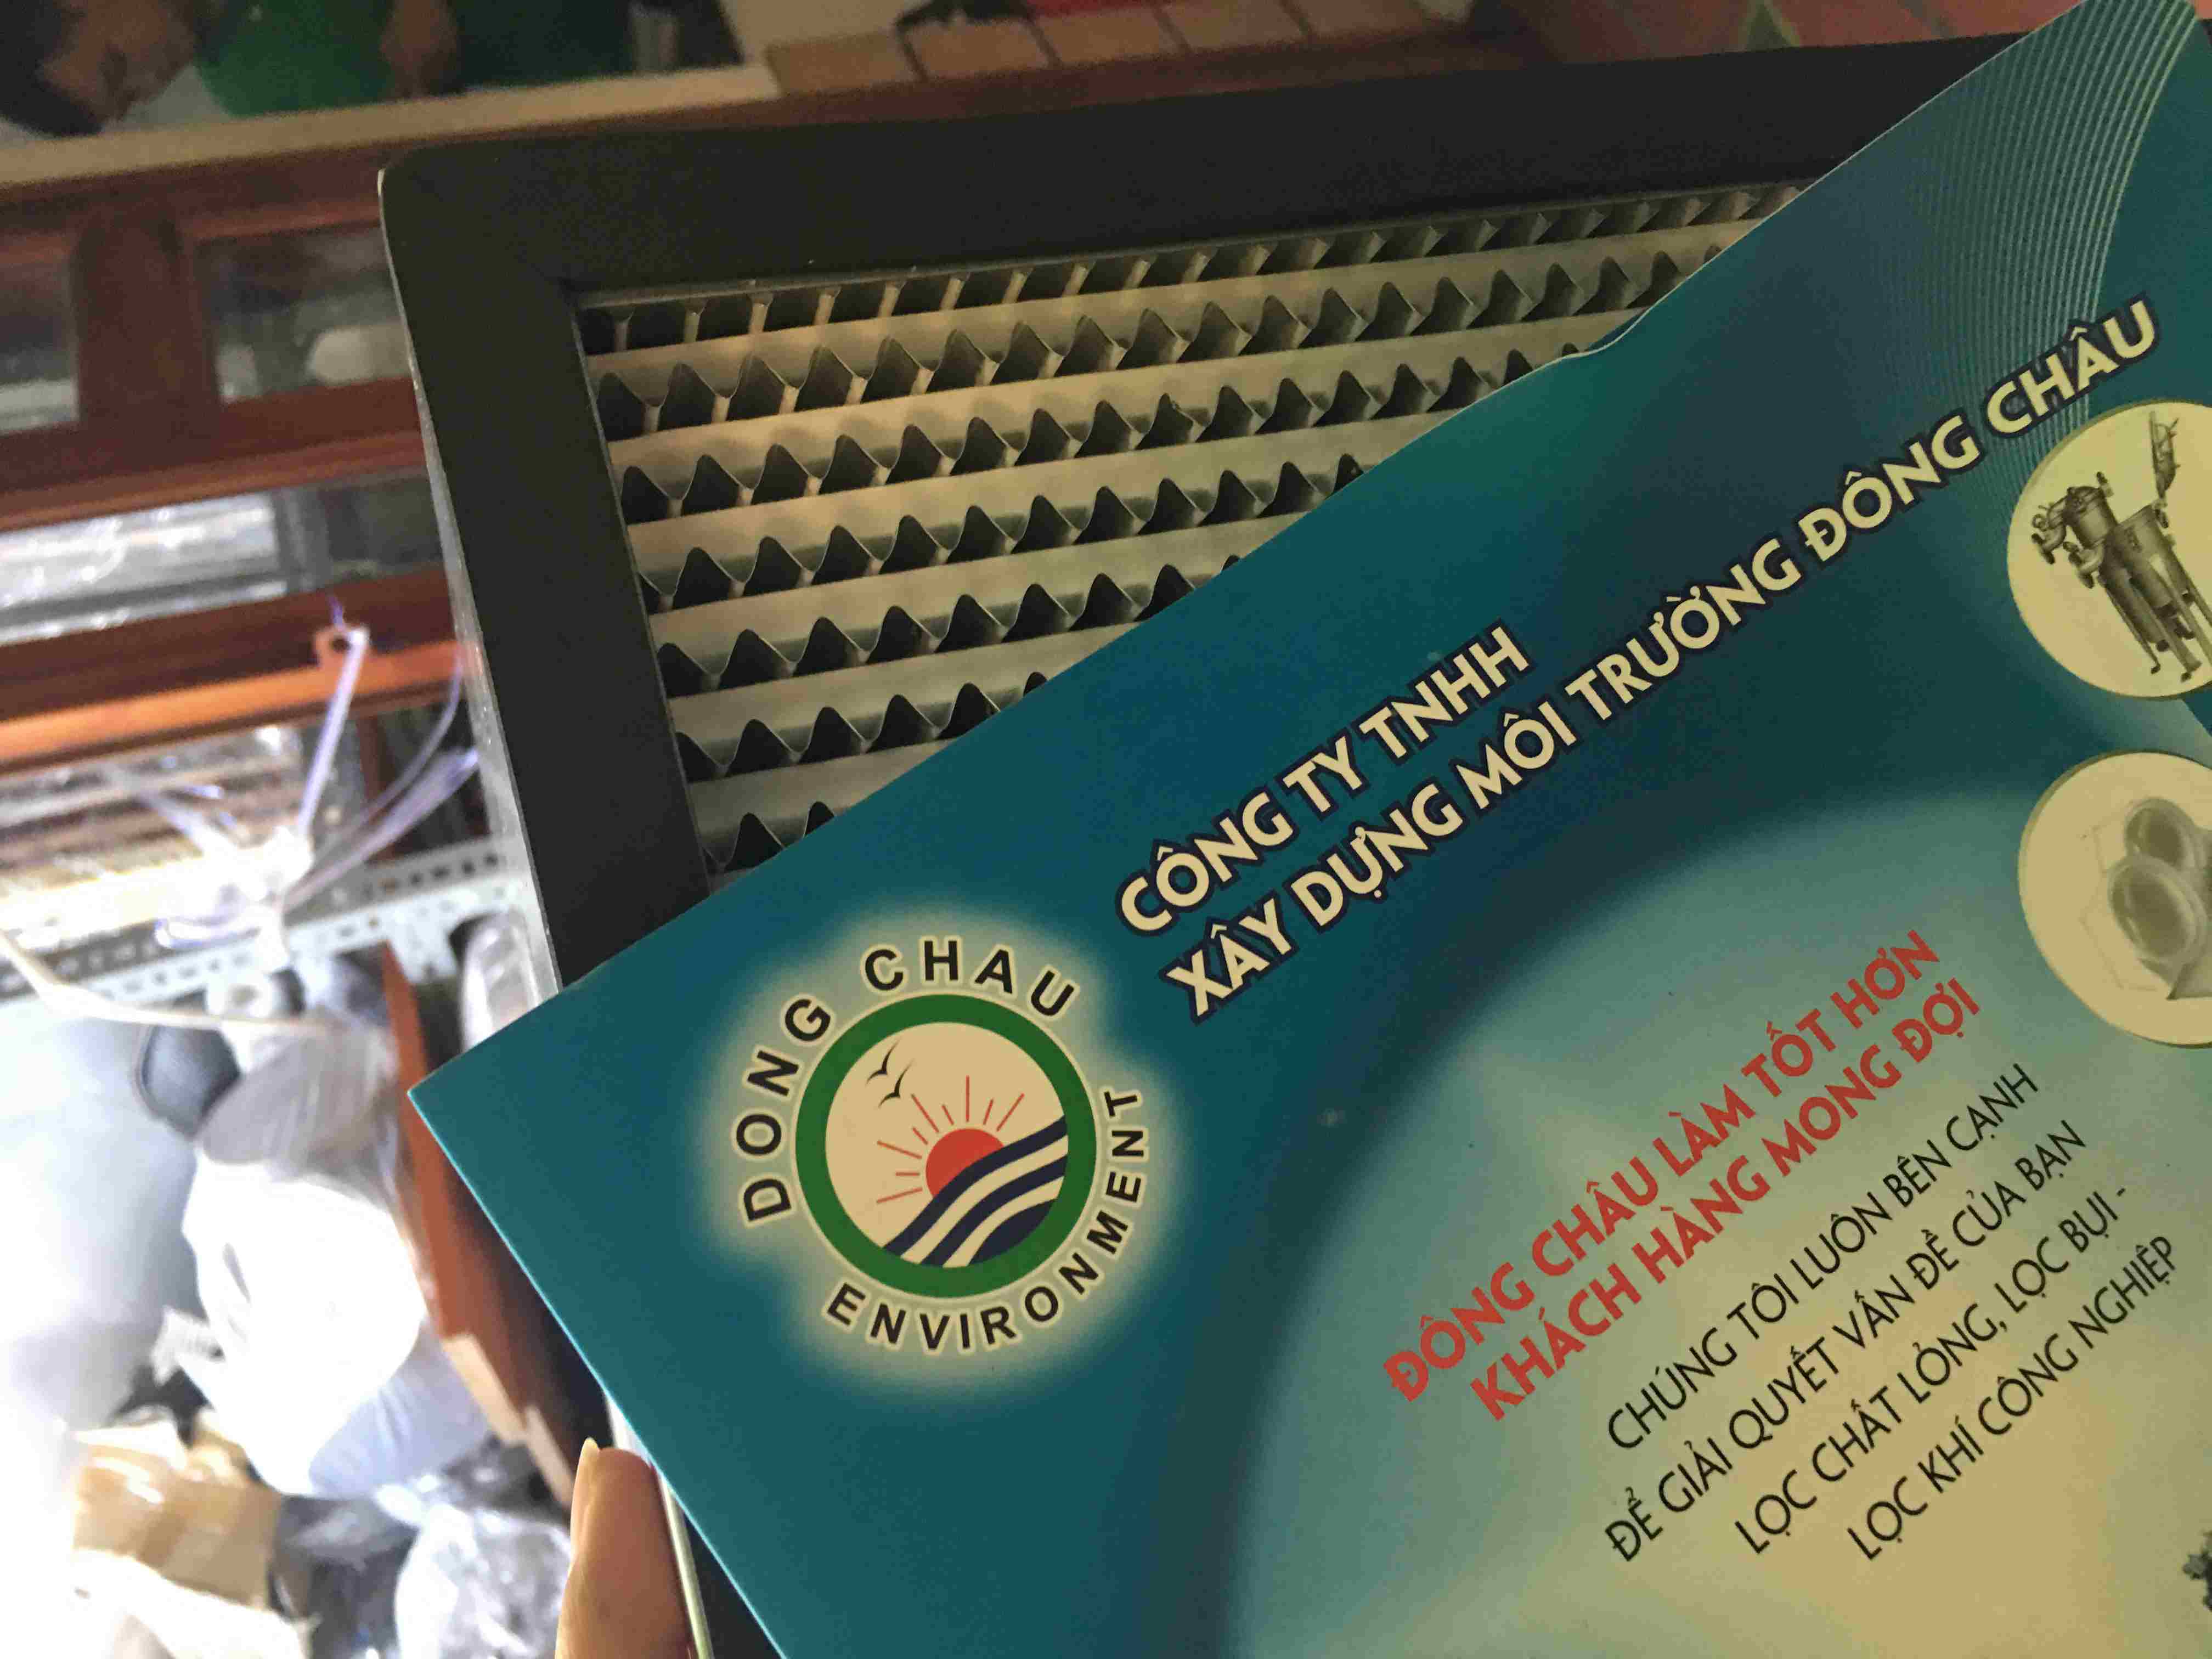 CÔNG TY TNHH
XÂY DỰNG MÔI TRƯỜNG ĐÔNG CHÂU
DONG CHAU
ENVIRONMENT
ĐÔNG CHÂU LÀM TỐT HƠN
KHÁCH HÀNG MONG ĐỢI
CHÚNG TÔI LUÔN BÊN CẠNH
ĐỂ GIẢI QUYẾT VẤN ĐỀ CỦA BẠN
LỌC CHẤT LỎNG, LỌC BỤI -
LỌC KHÍ CÔNG NGHIỆP